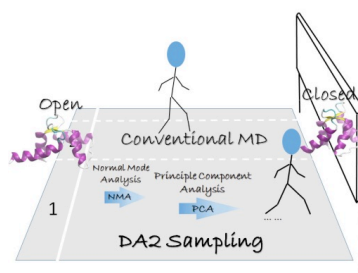 Open
Closed
Conventional MD
Normal Mode
Analysis
NMA
Principle Component
Analysis
PCA
... ...
1
DA2 Sampling